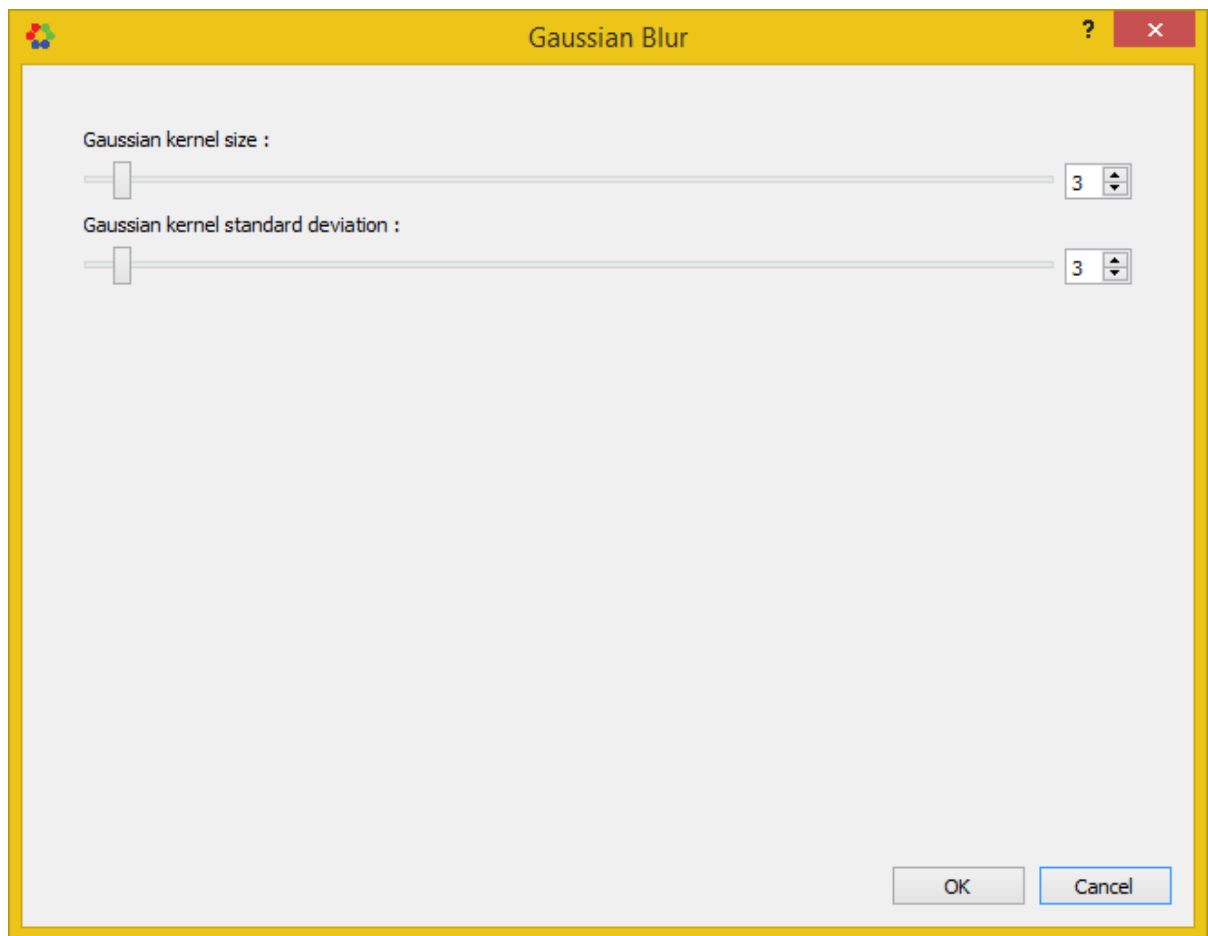 Gaussian Blur
?
×
Gaussian kernel size :
3
Gaussian kernel standard deviation :
3
OK
Cancel